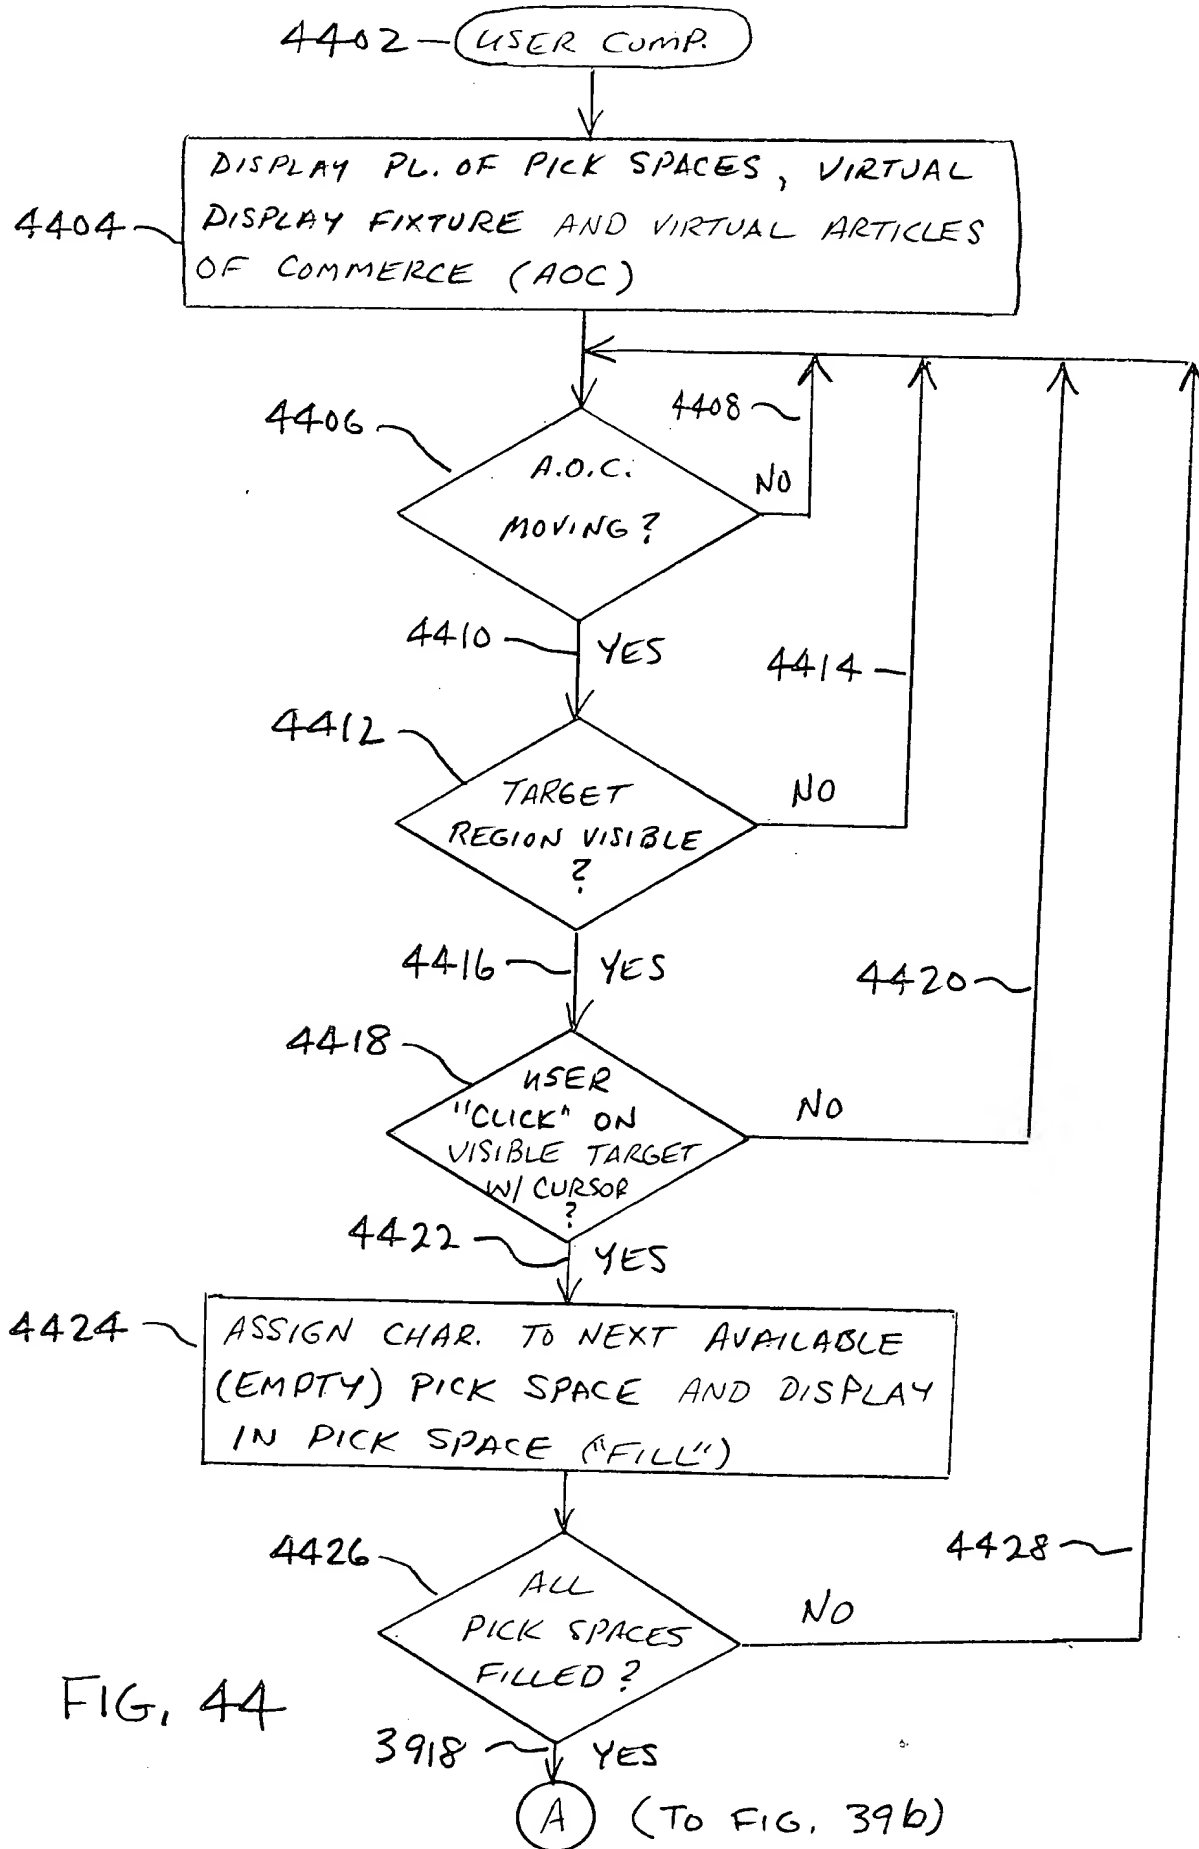 4402 USER COMP.
DISPLAY PL. OF PICK SPACES, VIRTUAL
4404 DISPLAY FIXTURE AND VIRTUAL ARTICLES
OF COMMERCE (AOC)
4406
4408
A.O.C.
MOVING?
NO
4410 YES
4414
4412
TARGET
REGION VISIBLE
?
NO
4416 YES
4420
4418
USER
"CLICK" ON
VISIBLE TARGET
W/ CURSOR
?
NO
4422 YES
4424 ASSIGN CHAR. TO NEXT AVAILABLE
(EMPTY) PICK SPACE AND DISPLAY
IN PICK SPACE ("FILL")
4426
4428
ALL
PICK SPACES
FILLED?
NO
FIG. 44
3918 YES
A (TO FIG. 39b)